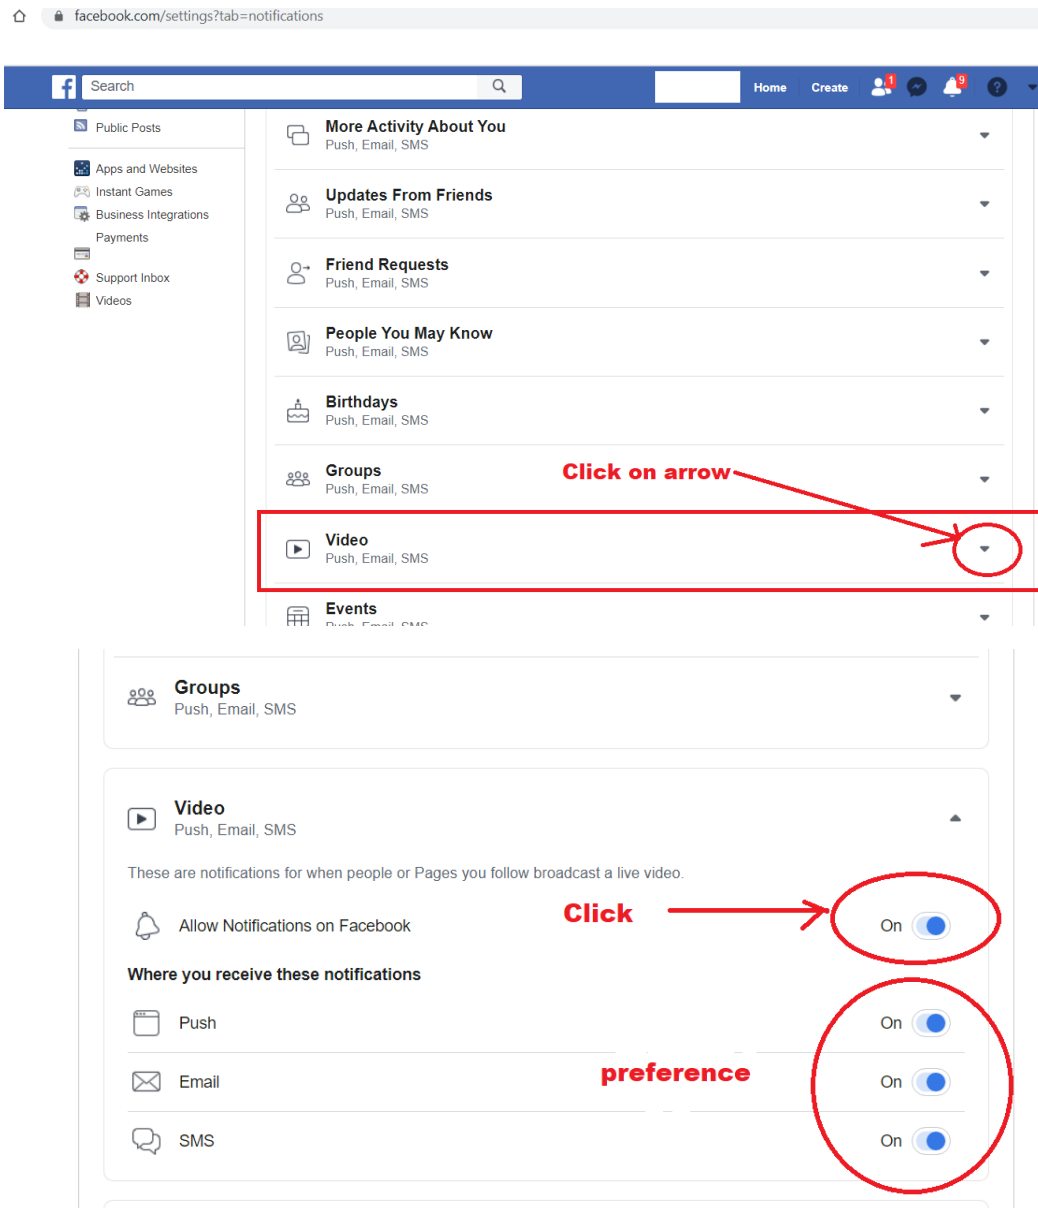 facebook.com/settings?tab=notifications
f Search Home Create 1 9 ?
Public Posts
Apps and Websites
Instant Games
Business Integrations
Payments
Support Inbox
Videos
More Activity About You
Push, Email, SMS
Updates From Friends
Push, Email, SMS
Friend Requests
Push, Email, SMS
People You May Know
Push, Email, SMS
Birthdays
Push, Email, SMS
Groups
Push, Email, SMS
Click on arrow
Video
Push, Email, SMS
Events
Push, Email, SMS
Groups
Push, Email, SMS
Video
Push, Email, SMS
These are notifications for when people or Pages you follow broadcast a live video.
Allow Notifications on Facebook Click On
Where you receive these notifications
Push On
Email preference On
SMS On